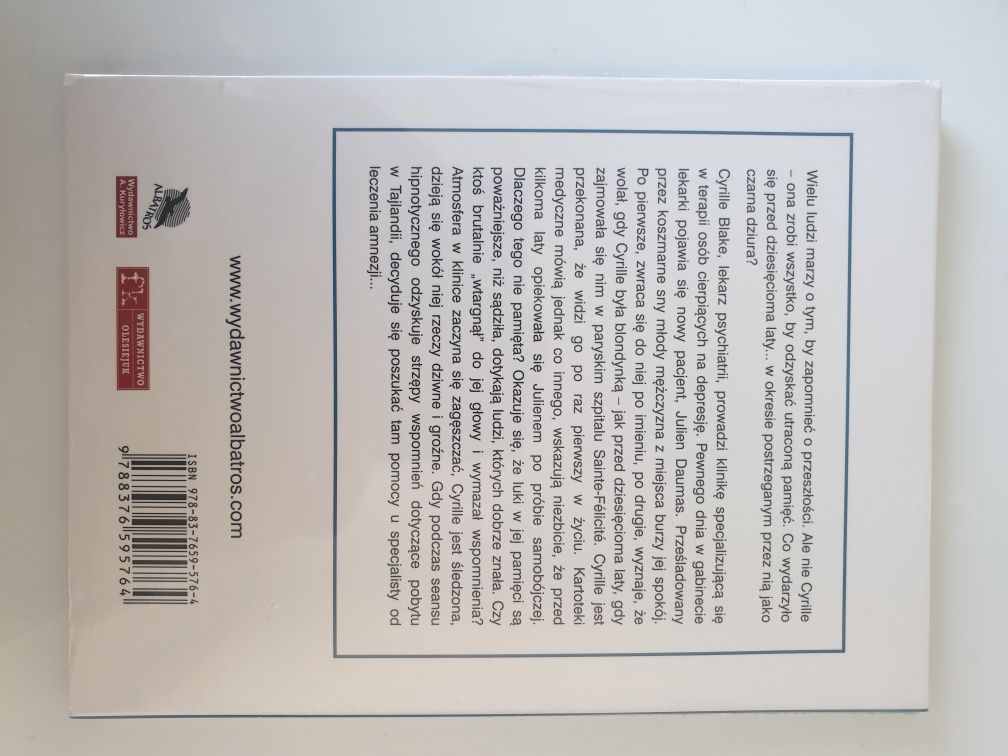 Wielu ludzi marzy o tym, by zapomnieć o przeszłości. Ale nie Cyrille
– ona zrobi wszystko, by odzyskać utraconą pamięć. Co wydarzyło
się przed dziesięcioma laty... w okresie postrzeganym przez nią jako
czarna dziura?
Cyrille Blake, lekarz psychiatrii, prowadzi klinikę specjalizującą się
w terapii osób cierpiących na depresję. Pewnego dnia w gabinecie
lekarki pojawia się nowy pacjent, Julien Daumas. Prześladowany
przez koszmarne sny młody mężczyzna z miejsca burzy jej spokój.
Po pierwsze, zwraca się do niej po imieniu, po drugie, wyznaje, że
wolał, gdy Cyrille była blondynką – jak przed dziesięcioma laty, gdy
zajmowała się nim w paryskim szpitalu Sainte-Félicité. Cyrille jest
przekonana, że widzi go po raz pierwszy w życiu. Kartoteki
medyczne mówią jednak co innego, wskazują niezbicie, że przed
kilkoma laty opiekowała się Julienem po próbie samobójczej.
Dlaczego tego nie pamięta? Okazuje się, że luki w jej pamięci są
poważniejsze, niż sądziła, dotykają ludzi, których dobrze znała. Czy
ktoś brutalnie „wtargnął” do jej głowy i wymazał wspomnienia?
Atmosfera w klinice zaczyna się zagęszczać, Cyrille jest śledzona,
dzieją się wokół niej rzeczy dziwne i groźne. Gdy podczas seansu
hipnotycznego odzyskuje strzępy wspomnień dotyczące pobytu
w Tajlandii, decyduje się poszukać tam pomocy u specjalisty od
leczenia amnezji...
www.wydawnictwoalbatros.com
ALBATROS
Wydawnictwo
A. Kuryłowicz
WYDAWNICTWO
OLESIEJUK
ISBN 978-83-7659-576-4
9 788376 595764